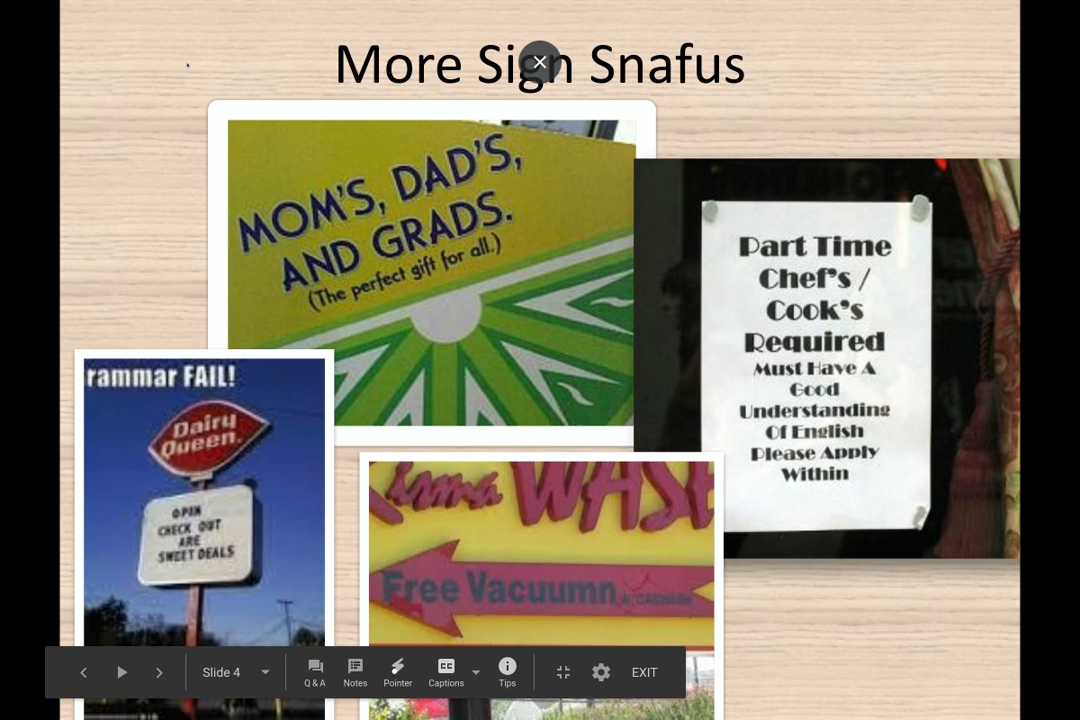 More Sign Snafus
MOM'S, DAD'S,
AND GRADS.
(The perfect gift for all.)
Part Time
Chef's /
Cook's
Required
Must Have A
Good
Understanding
Of English
Please Apply
Within
rammar FAIL!
Dairy
Queen.
OPEN
CHECK OUT
ARE
SWEET DEALS
WASH
Free Vacuumn W/ CARWASH
Slide 4
Q & A
Notes
Pointer
CC
Captions
Tips
EXIT